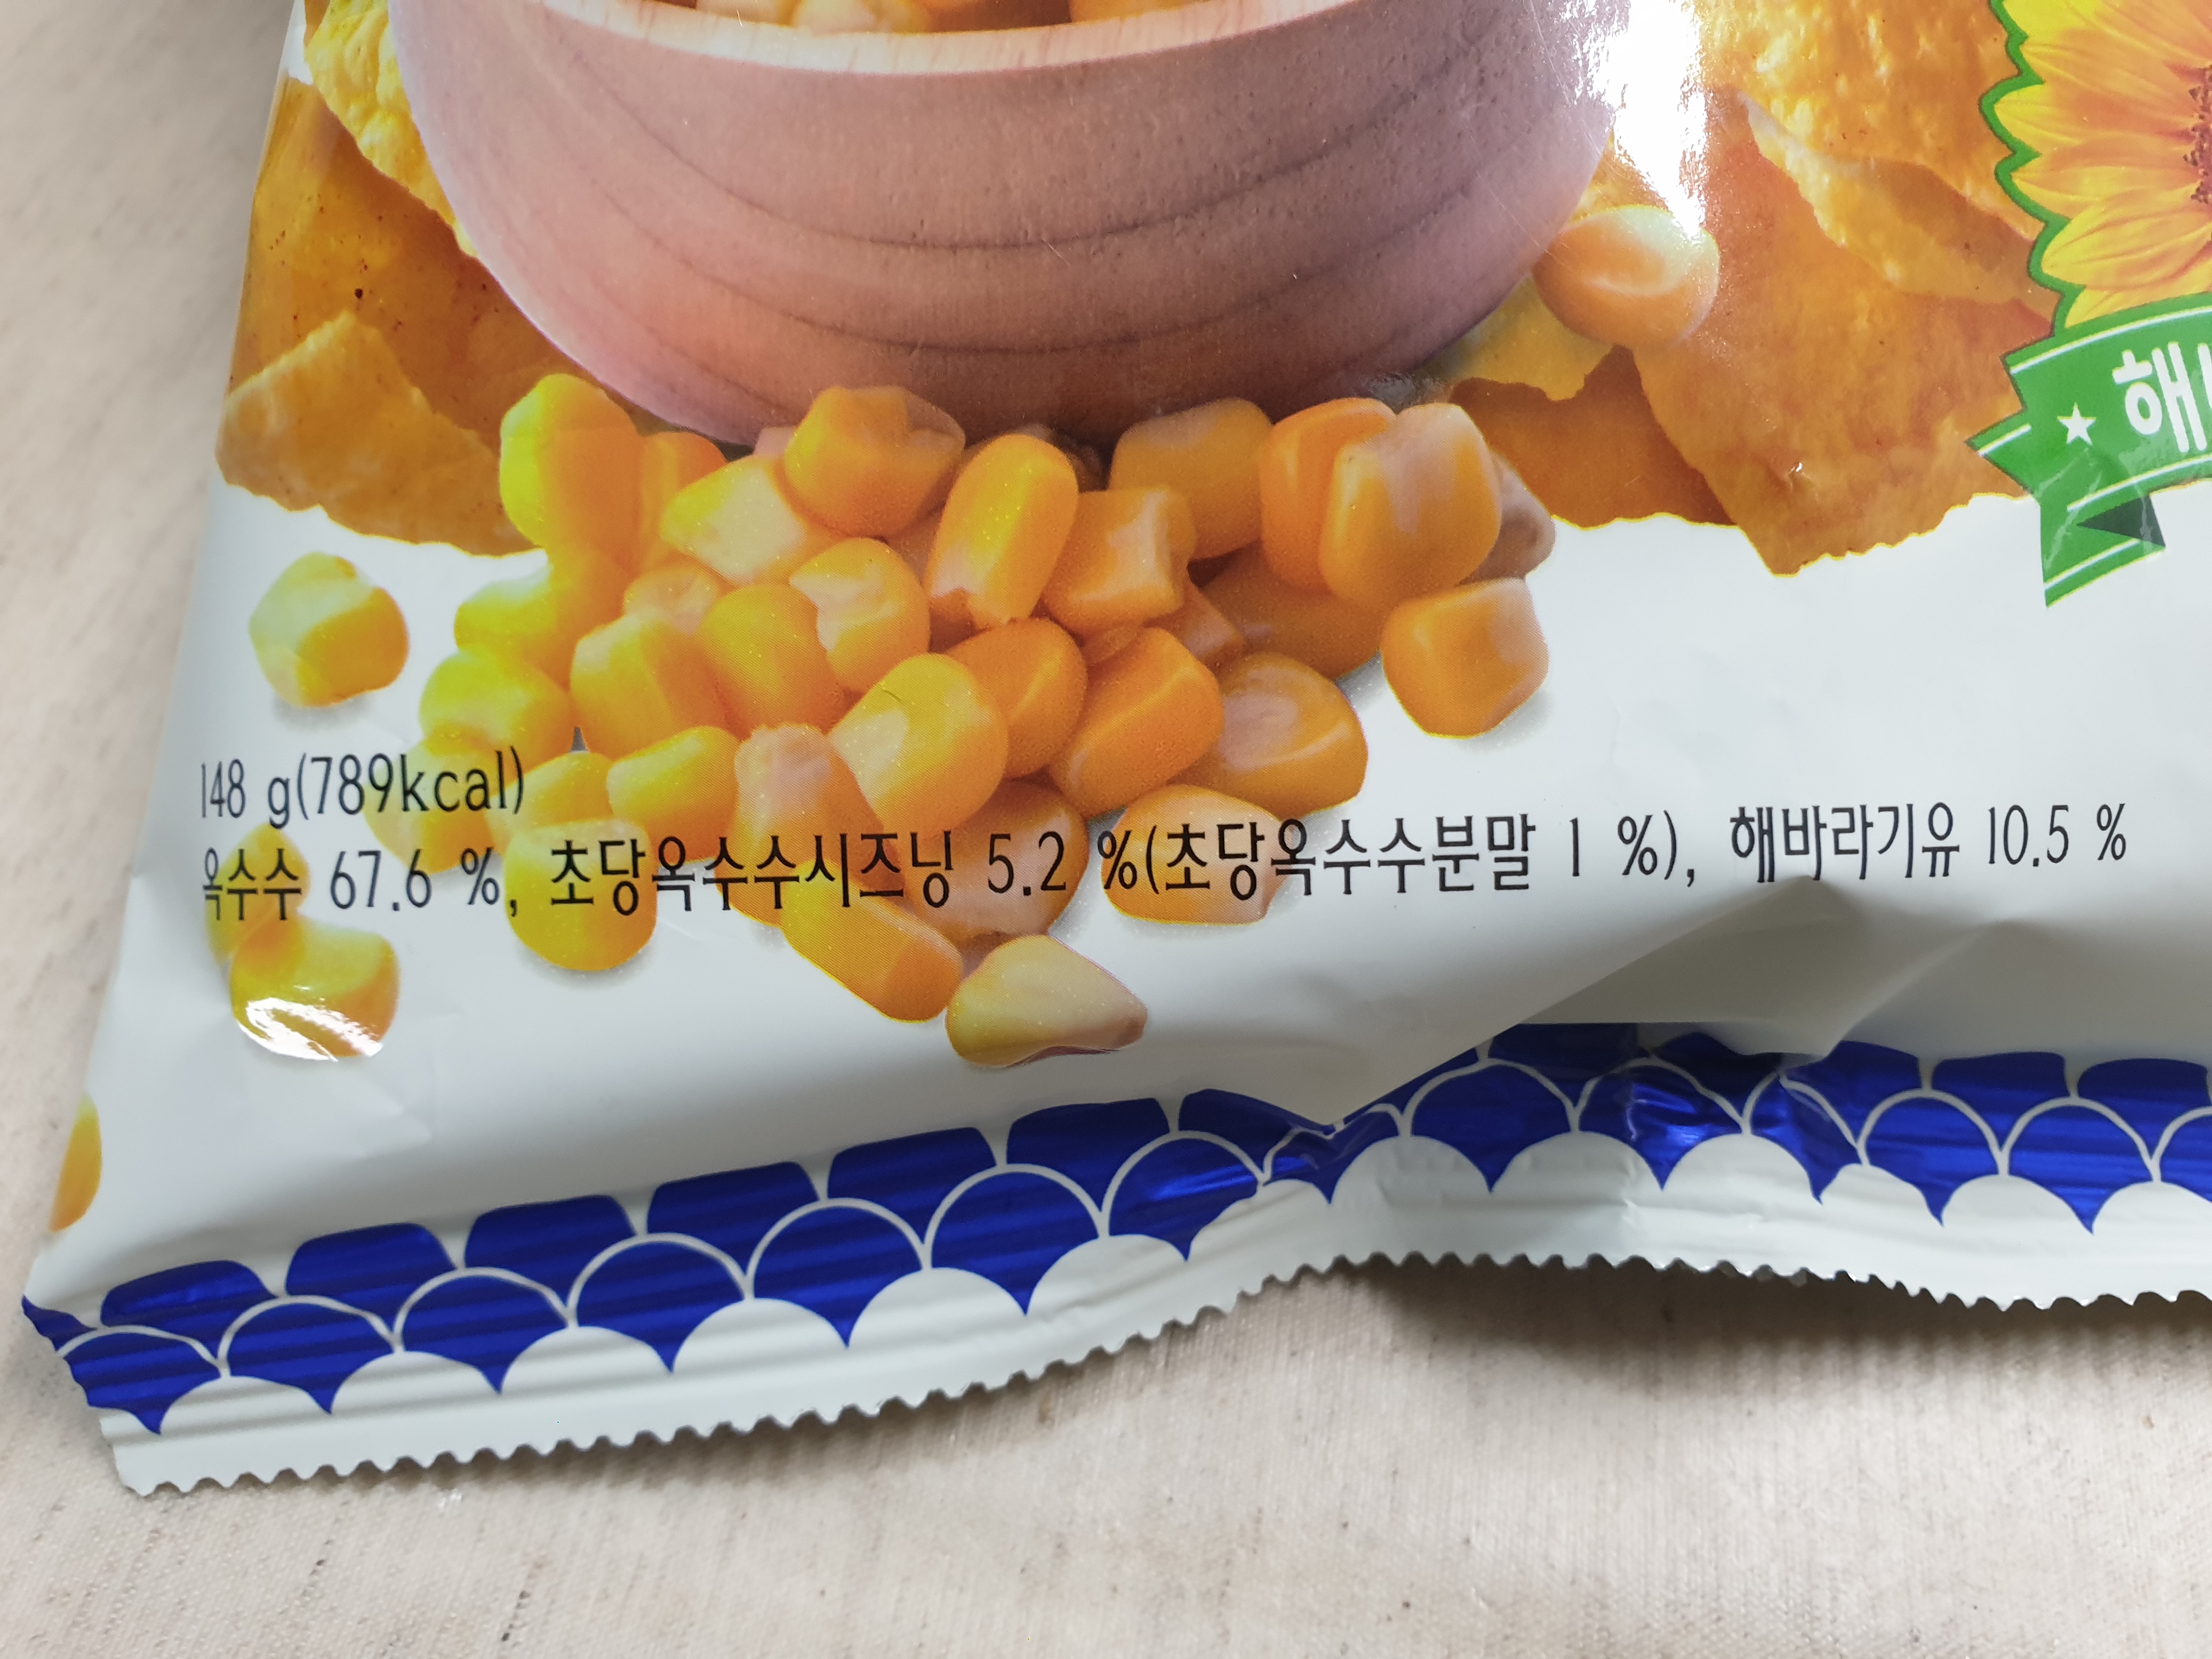 148 g(789kcal)
옥수수 67.6 %, 초당옥수수시즈닝 5.2 %(초당옥수수분말 1 %), 해바라기유 10.5 %